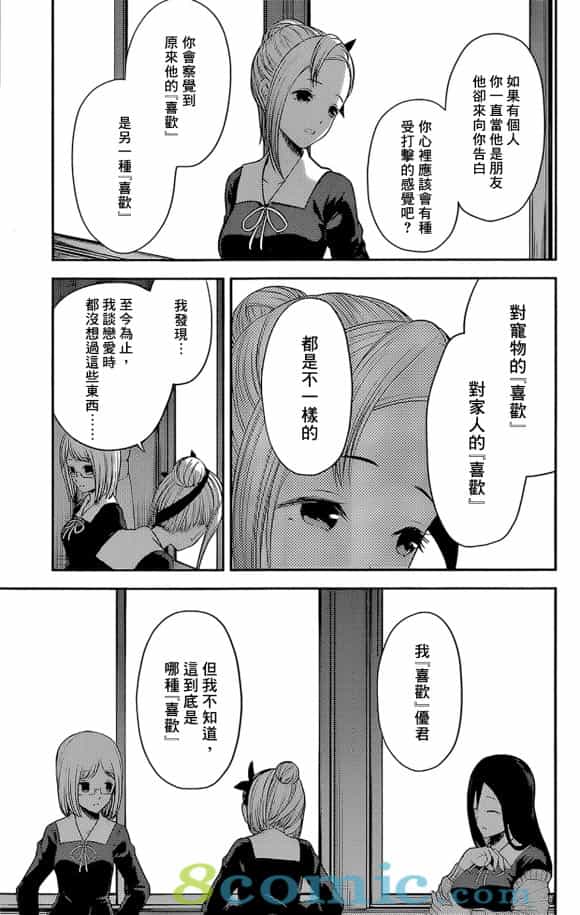 如果有個人
你一直當他是朋友
他卻來向你告白
你心裡應該會有種
受打擊的感覺吧？
你會察覺到
原來他的『喜歡』
是另一種『喜歡』
對寵物的『喜歡』
對家人的『喜歡』
都是不一樣的
我發現…
至今為止，
我談戀愛時
都沒想過這些東西……
我『喜歡』優君
但我不知道，
這到底是
哪種『喜歡』
8comic.com